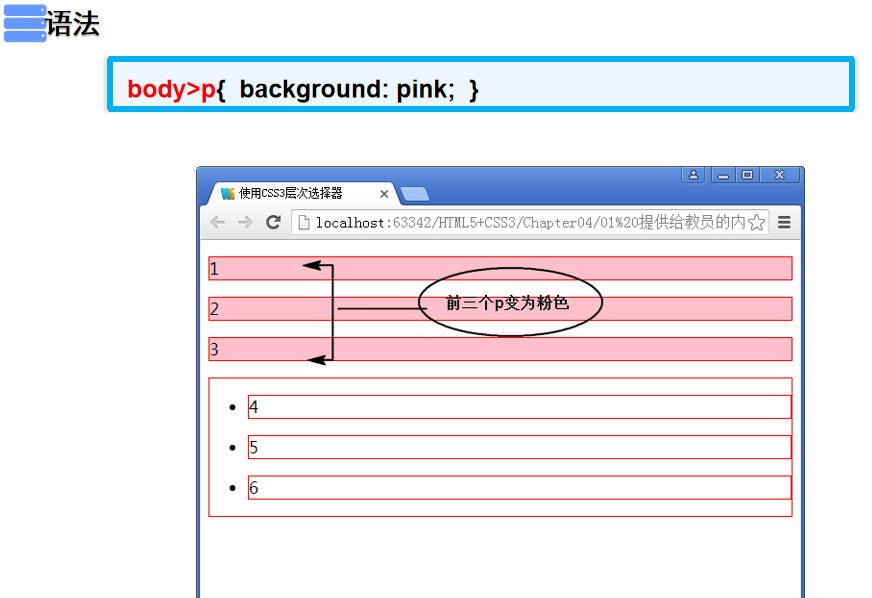 语法
body>p{  background: pink;  }
使用CSS3层次选择器
localhost:63342/HTML5+CSS3/Chapter04/01%20提供给教员的内
1
2
3
前三个p变为粉色
4
5
6